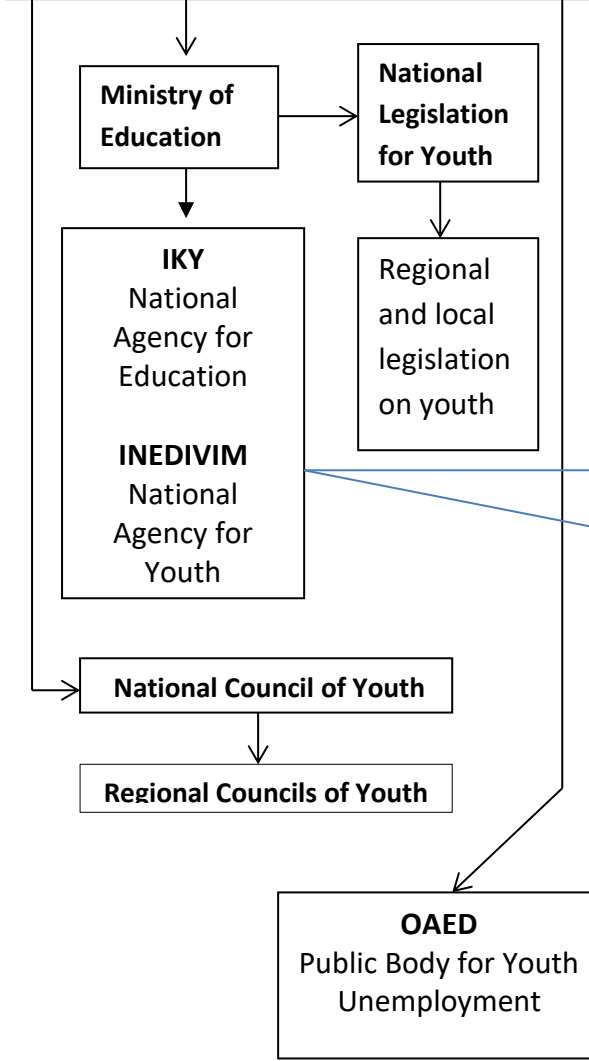 Ministry of
Education
National
Legislation
for Youth
IKY
National
Agency for
Education
INEDIVIM
National
Agency for
Youth
Regional
and local
legislation
on youth
National Council of Youth
Regional Councils of Youth
OAED
Public Body for Youth
Unemployment